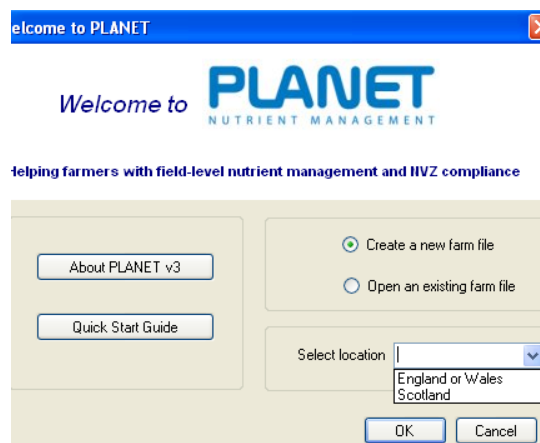 elcome to PLANET
Welcome to PLANET
NUTRIENT MANAGEMENT
Helping farmers with field-level nutrient management and NVZ compliance
About PLANET v3
Quick Start Guide
Create a new farm file
Open an existing farm file
Select location
England or Wales
Scotland
OK
Cancel